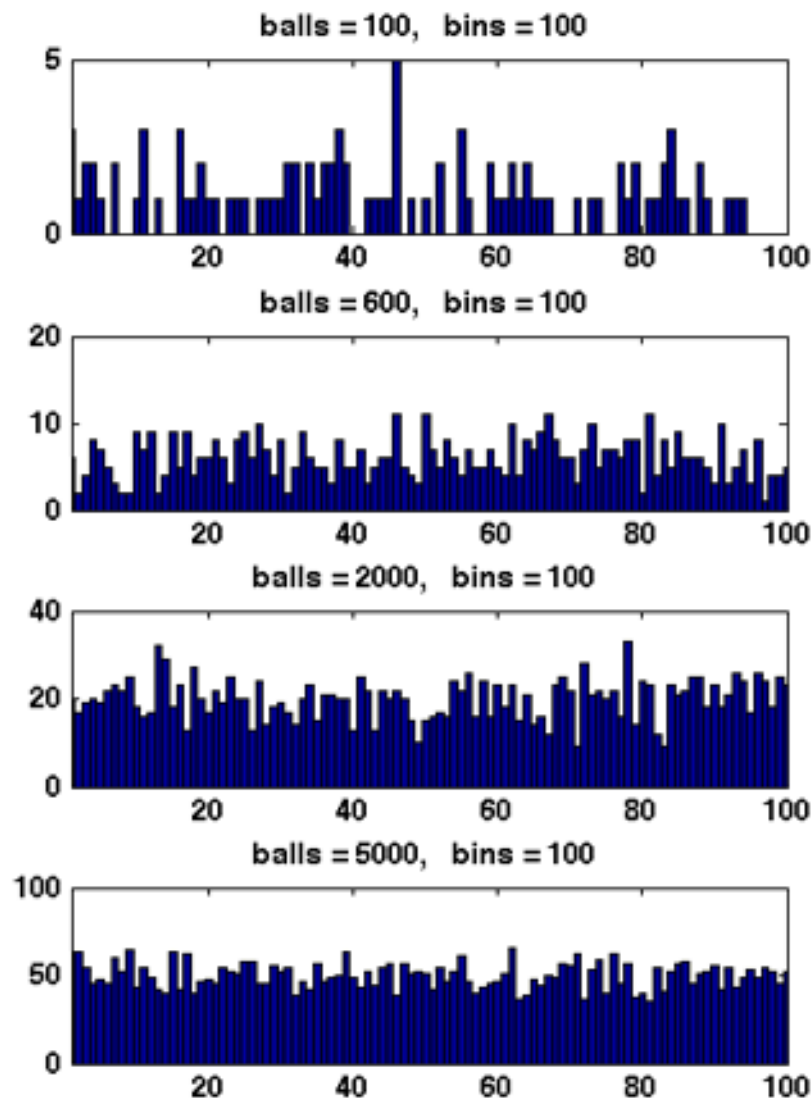 balls = 100, bins = 100
5
0
20 40 60 80 100
balls = 600, bins = 100
20
10
0
20 40 60 80 100
balls = 2000, bins = 100
40
20
0
20 40 60 80 100
balls = 5000, bins = 100
100
50
0
20 40 60 80 100